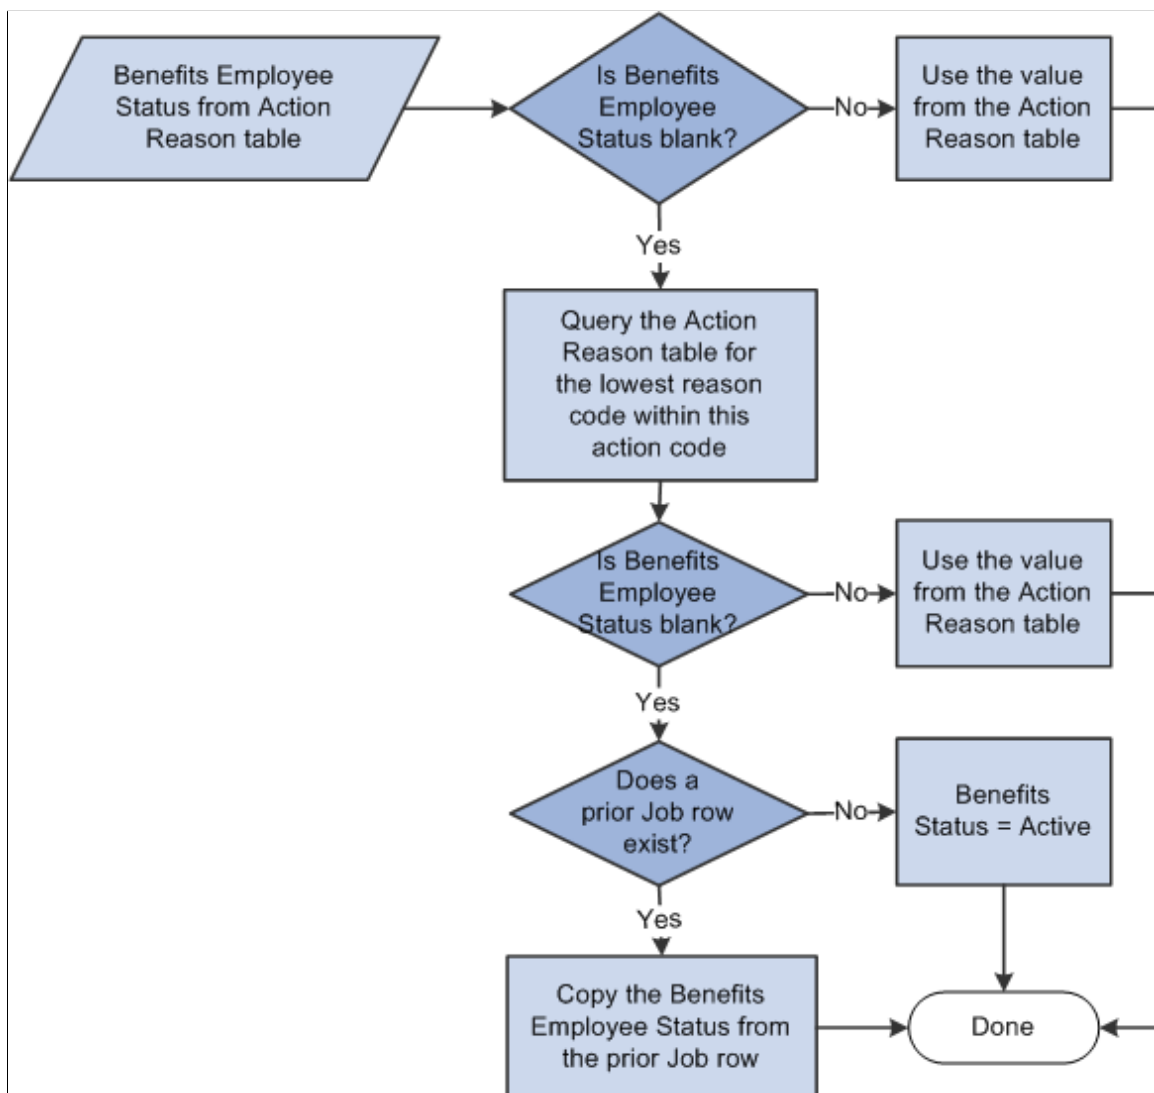 Benefits Employee
Status from Action
Reason table
Is Benefits
Employee
Status blank?
No
Use the value
from the Action
Reason table
Yes
Query the Action
Reason table for
the lowest reason
code within this
action code
Is Benefits
Employee
Status blank?
No
Use the value
from the Action
Reason table
Yes
Does a
prior Job row
exist?
No
Benefits
Status = Active
Yes
Copy the Benefits
Employee Status from
the prior Job row
Done